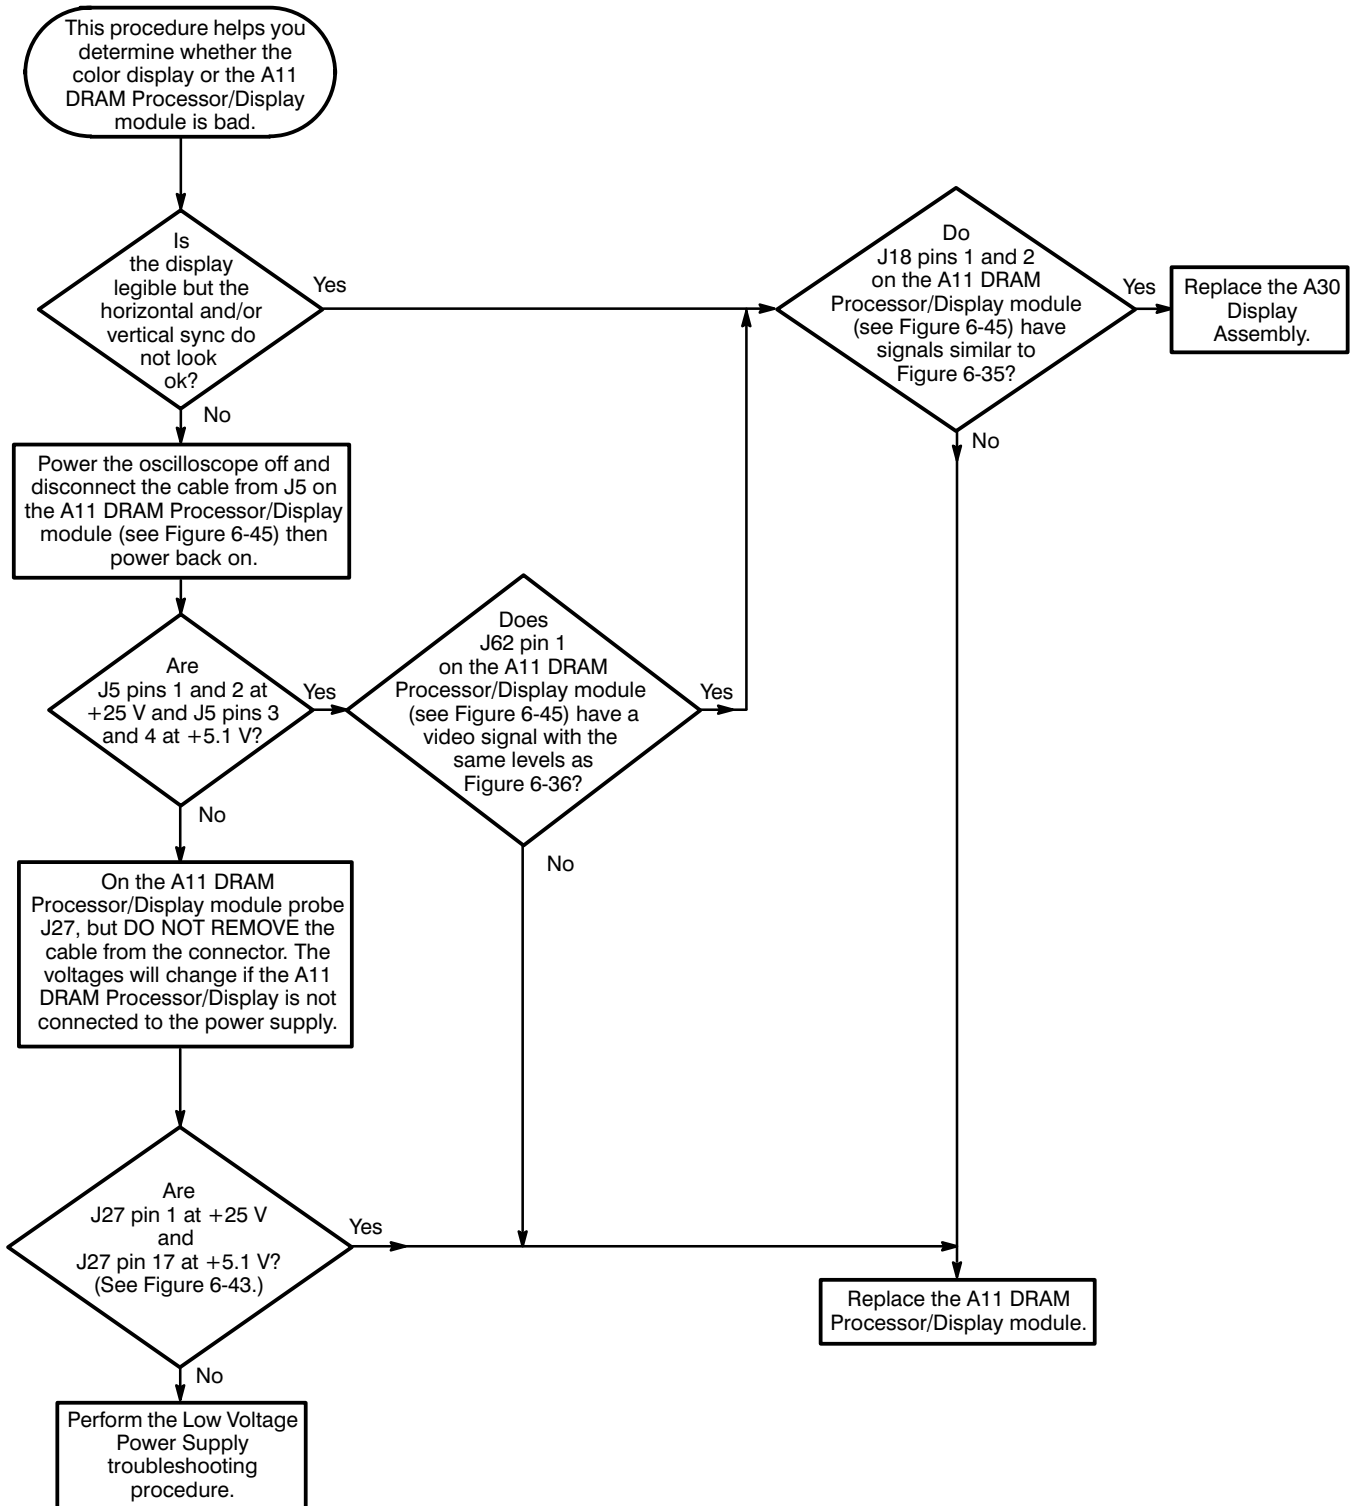 This procedure helps you
determine whether the
color display or the A11
DRAM Processor/Display
module is bad.
Is
the display
legible but the
horizontal and/or
vertical sync do
not look
ok?
Yes
No
Do
J18 pins 1 and 2
on the A11 DRAM
Processor/Display module
(see Figure 6-45) have
signals similar to
Figure 6-35?
Yes
No
Replace the A30
Display
Assembly.
Power the oscilloscope off and
disconnect the cable from J5 on
the A11 DRAM Processor/Display
module (see Figure 6-45) then
power back on.
Are
J5 pins 1 and 2 at
+25 V and J5 pins 3
and 4 at +5.1 V?
Yes
No
Does
J62 pin 1
on the A11 DRAM
Processor/Display module
(see Figure 6-45) have a
video signal with the
same levels as
Figure 6-36?
Yes
No
On the A11 DRAM
Processor/Display module probe
J27, but DO NOT REMOVE the
cable from the connector. The
voltages will change if the A11
DRAM Processor/Display is not
connected to the power supply.
Are
J27 pin 1 at +25 V
and
J27 pin 17 at +5.1 V?
(See Figure 6-43.)
Yes
No
Replace the A11 DRAM
Processor/Display module.
Perform the Low Voltage
Power Supply
troubleshooting
procedure.